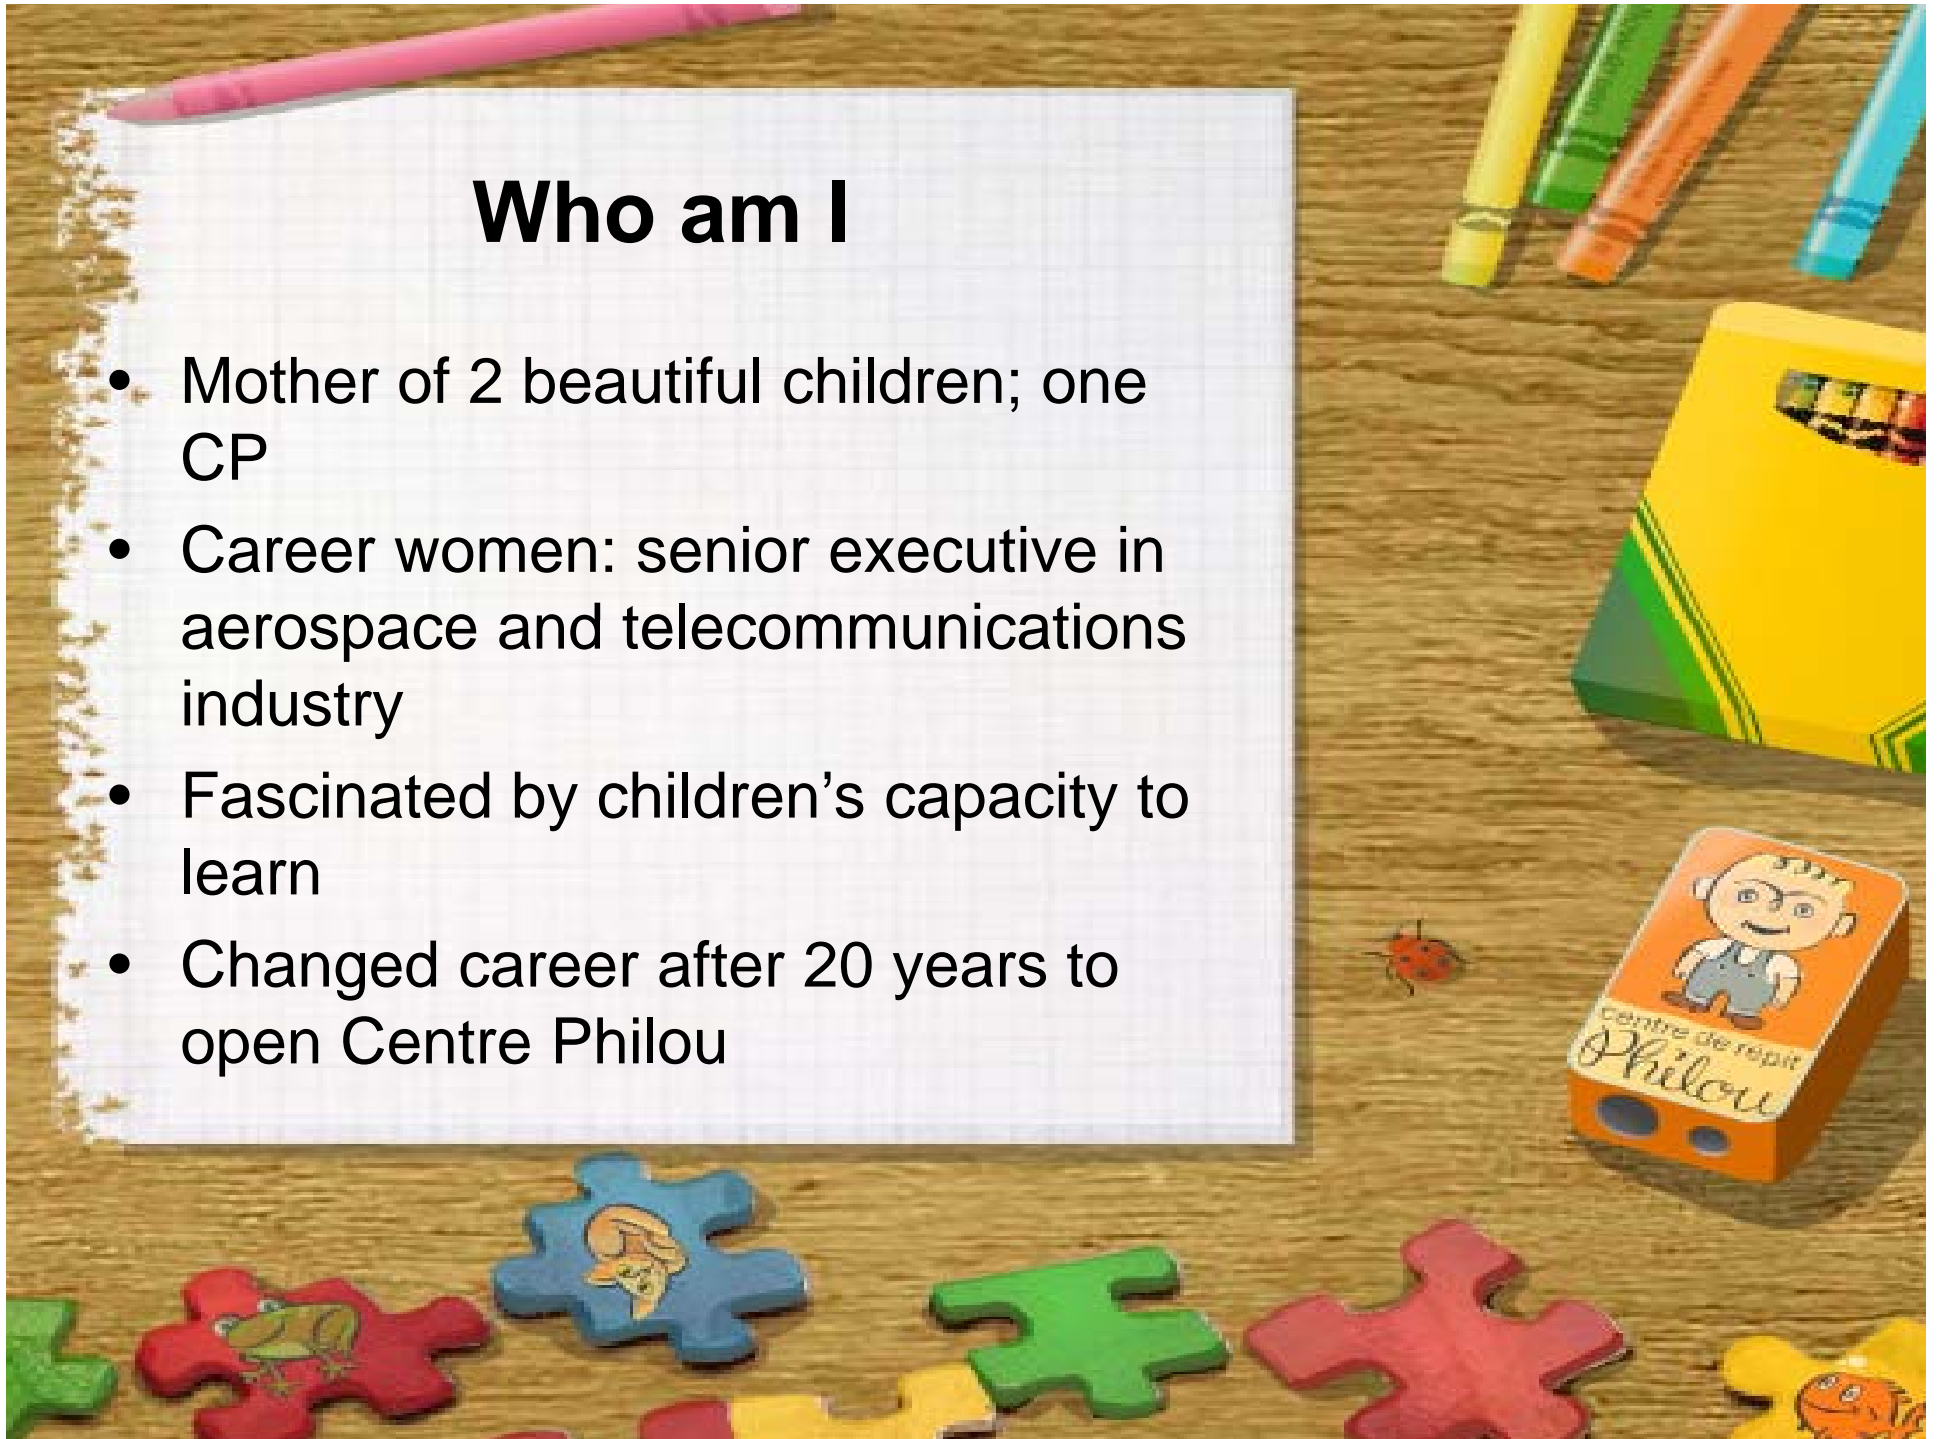 Who am I
• Mother of 2 beautiful children; one
CP
• Career women: senior executive in
aerospace and telecommunications
industry
• Fascinated by children’s capacity to
learn
• Changed career after 20 years to
open Centre Philou
centre de répit
Philou